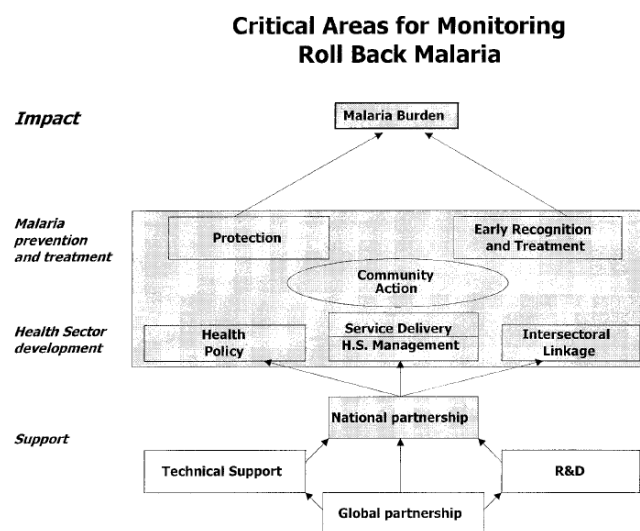 Critical Areas for Monitoring
Roll Back Malaria
Impact
Malaria Burden
Malaria
prevention
and treatment
Protection
Early Recognition
and Treatment
Community
Action
Health Sector
development
Health
Policy
Service Delivery
H.S. Management
Intersectoral
Linkage
National partnership
Support
Technical Support
R&D
Global partnership